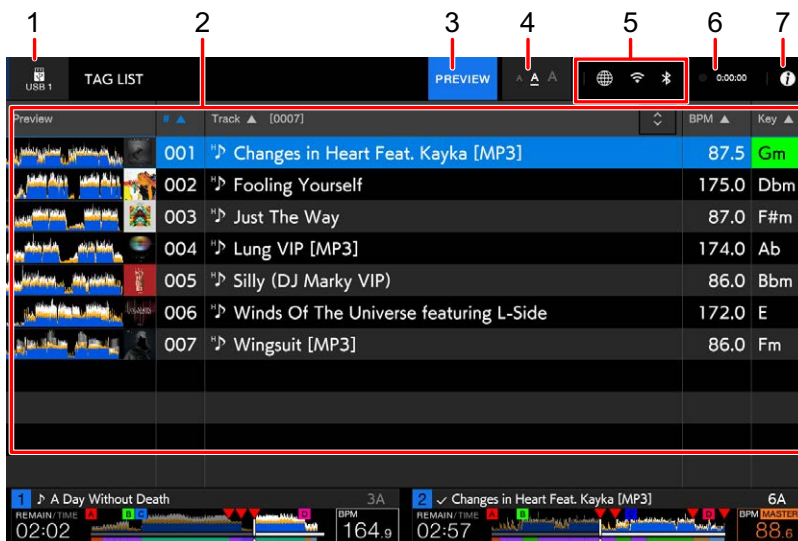 1 2 3 4 5 6 7
USB 1 TAG LIST PREVIEW A A A 0:00:00 i
Preview # ▲ Track ▲ [0007] BPM ▲ Key ▲
001 Changes in Heart Feat. Kayka [MP3] 87.5 Gm
002 Fooling Yourself 175.0 Dbm
003 Just The Way 87.0 F#m
004 Lung VIP [MP3] 174.0 Ab
005 Silly (DJ Marky VIP) 86.0 Bbm
006 Winds Of The Universe featuring L-Side 172.0 E
007 Wingsuit [MP3] 86.0 Fm
1 A Day Without Death 3A 2 ✓ Changes in Heart Feat. Kayka [MP3] 6A
REMAIN/TIME A B C D BPM REMAIN/TIME A B C D BPM MASTER
02:02 164.9 02:57 88.6